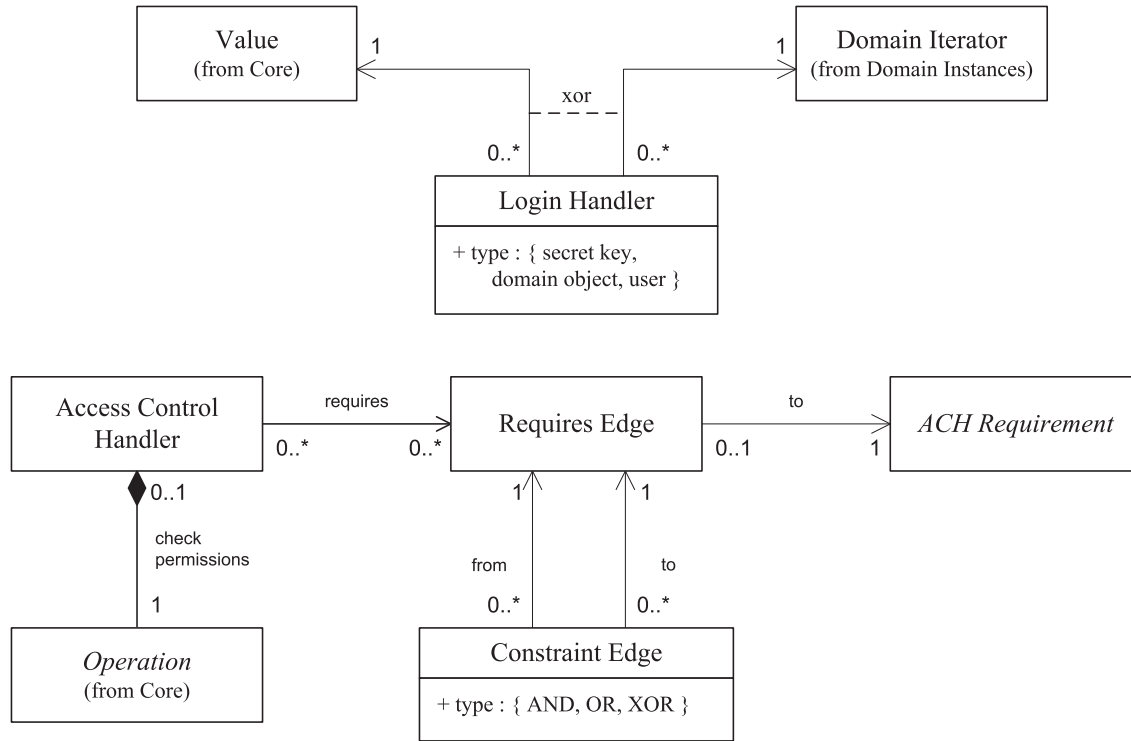 Value
(from Core)
1
1
Domain Iterator
(from Domain Instances)
xor
0..*
0..*
Login Handler
+ type : { secret key,
domain object, user }
Access Control
Handler
requires
0..*
0..*
Requires Edge
to
0..1
1
ACH Requirement
0..1
check
permissions
1
Operation
(from Core)
1
1
from
to
0..*
0..*
Constraint Edge
+ type : { AND, OR, XOR }